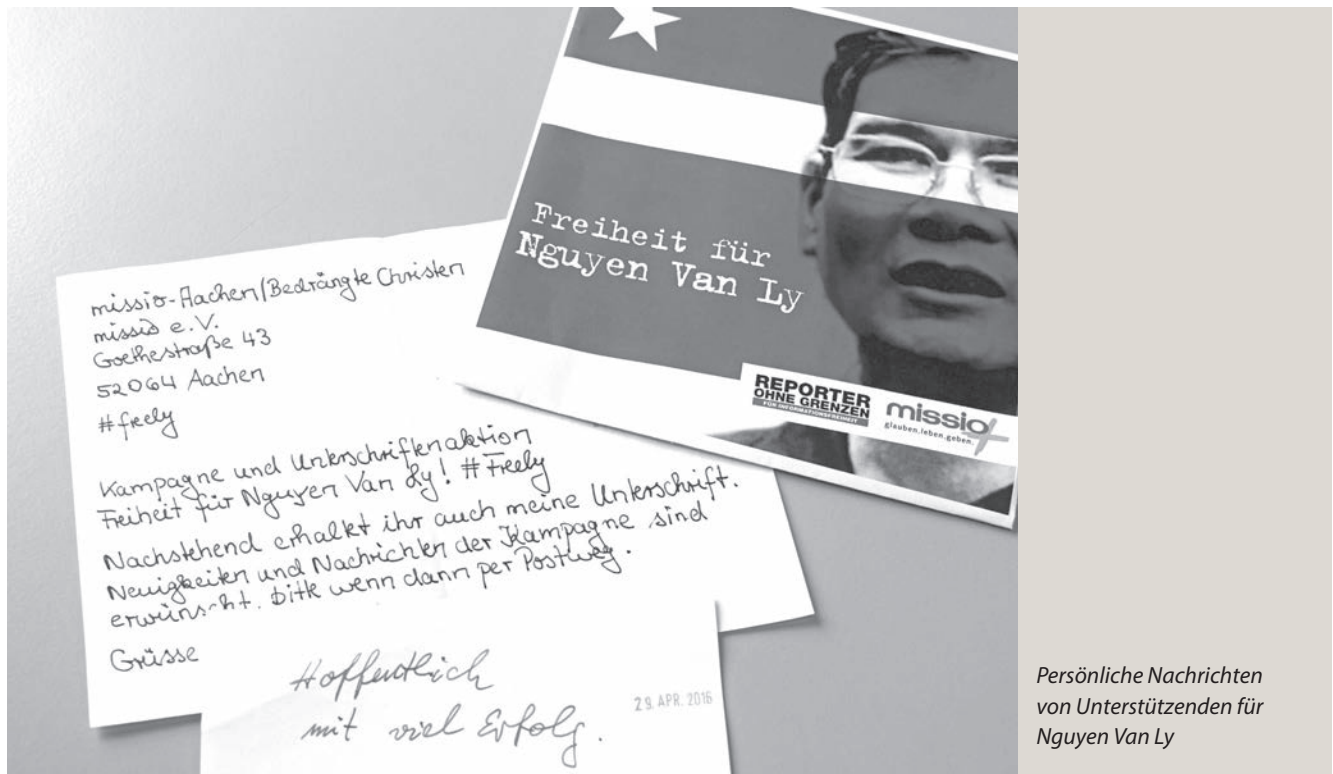 Freiheit für
Nguyen Van Ly
REPORTER
OHNE GRENZEN
FÜR INFORMATIONSFREIHEIT
missio
glauben.leben.geben.
missio-Aachen/Bedrängte Christen
missio e.V.
Goethestraße 43
52064 Aachen
#freely
Kampagne und Unterschriftenaktion
Freiheit für Nguyen Van Ly! #Freely
Nachstehend erhaltet ihr auch meine Unterschrift.
Neuigkeiten und Nachrichten der Kampagne sind
erwünscht. bitte wenn dann per Postweg.
Grüsse
Hoffentlich
mit viel Erfolg.
29. APR. 2016
Persönliche Nachrichten
von Unterstützenden für
Nguyen Van Ly